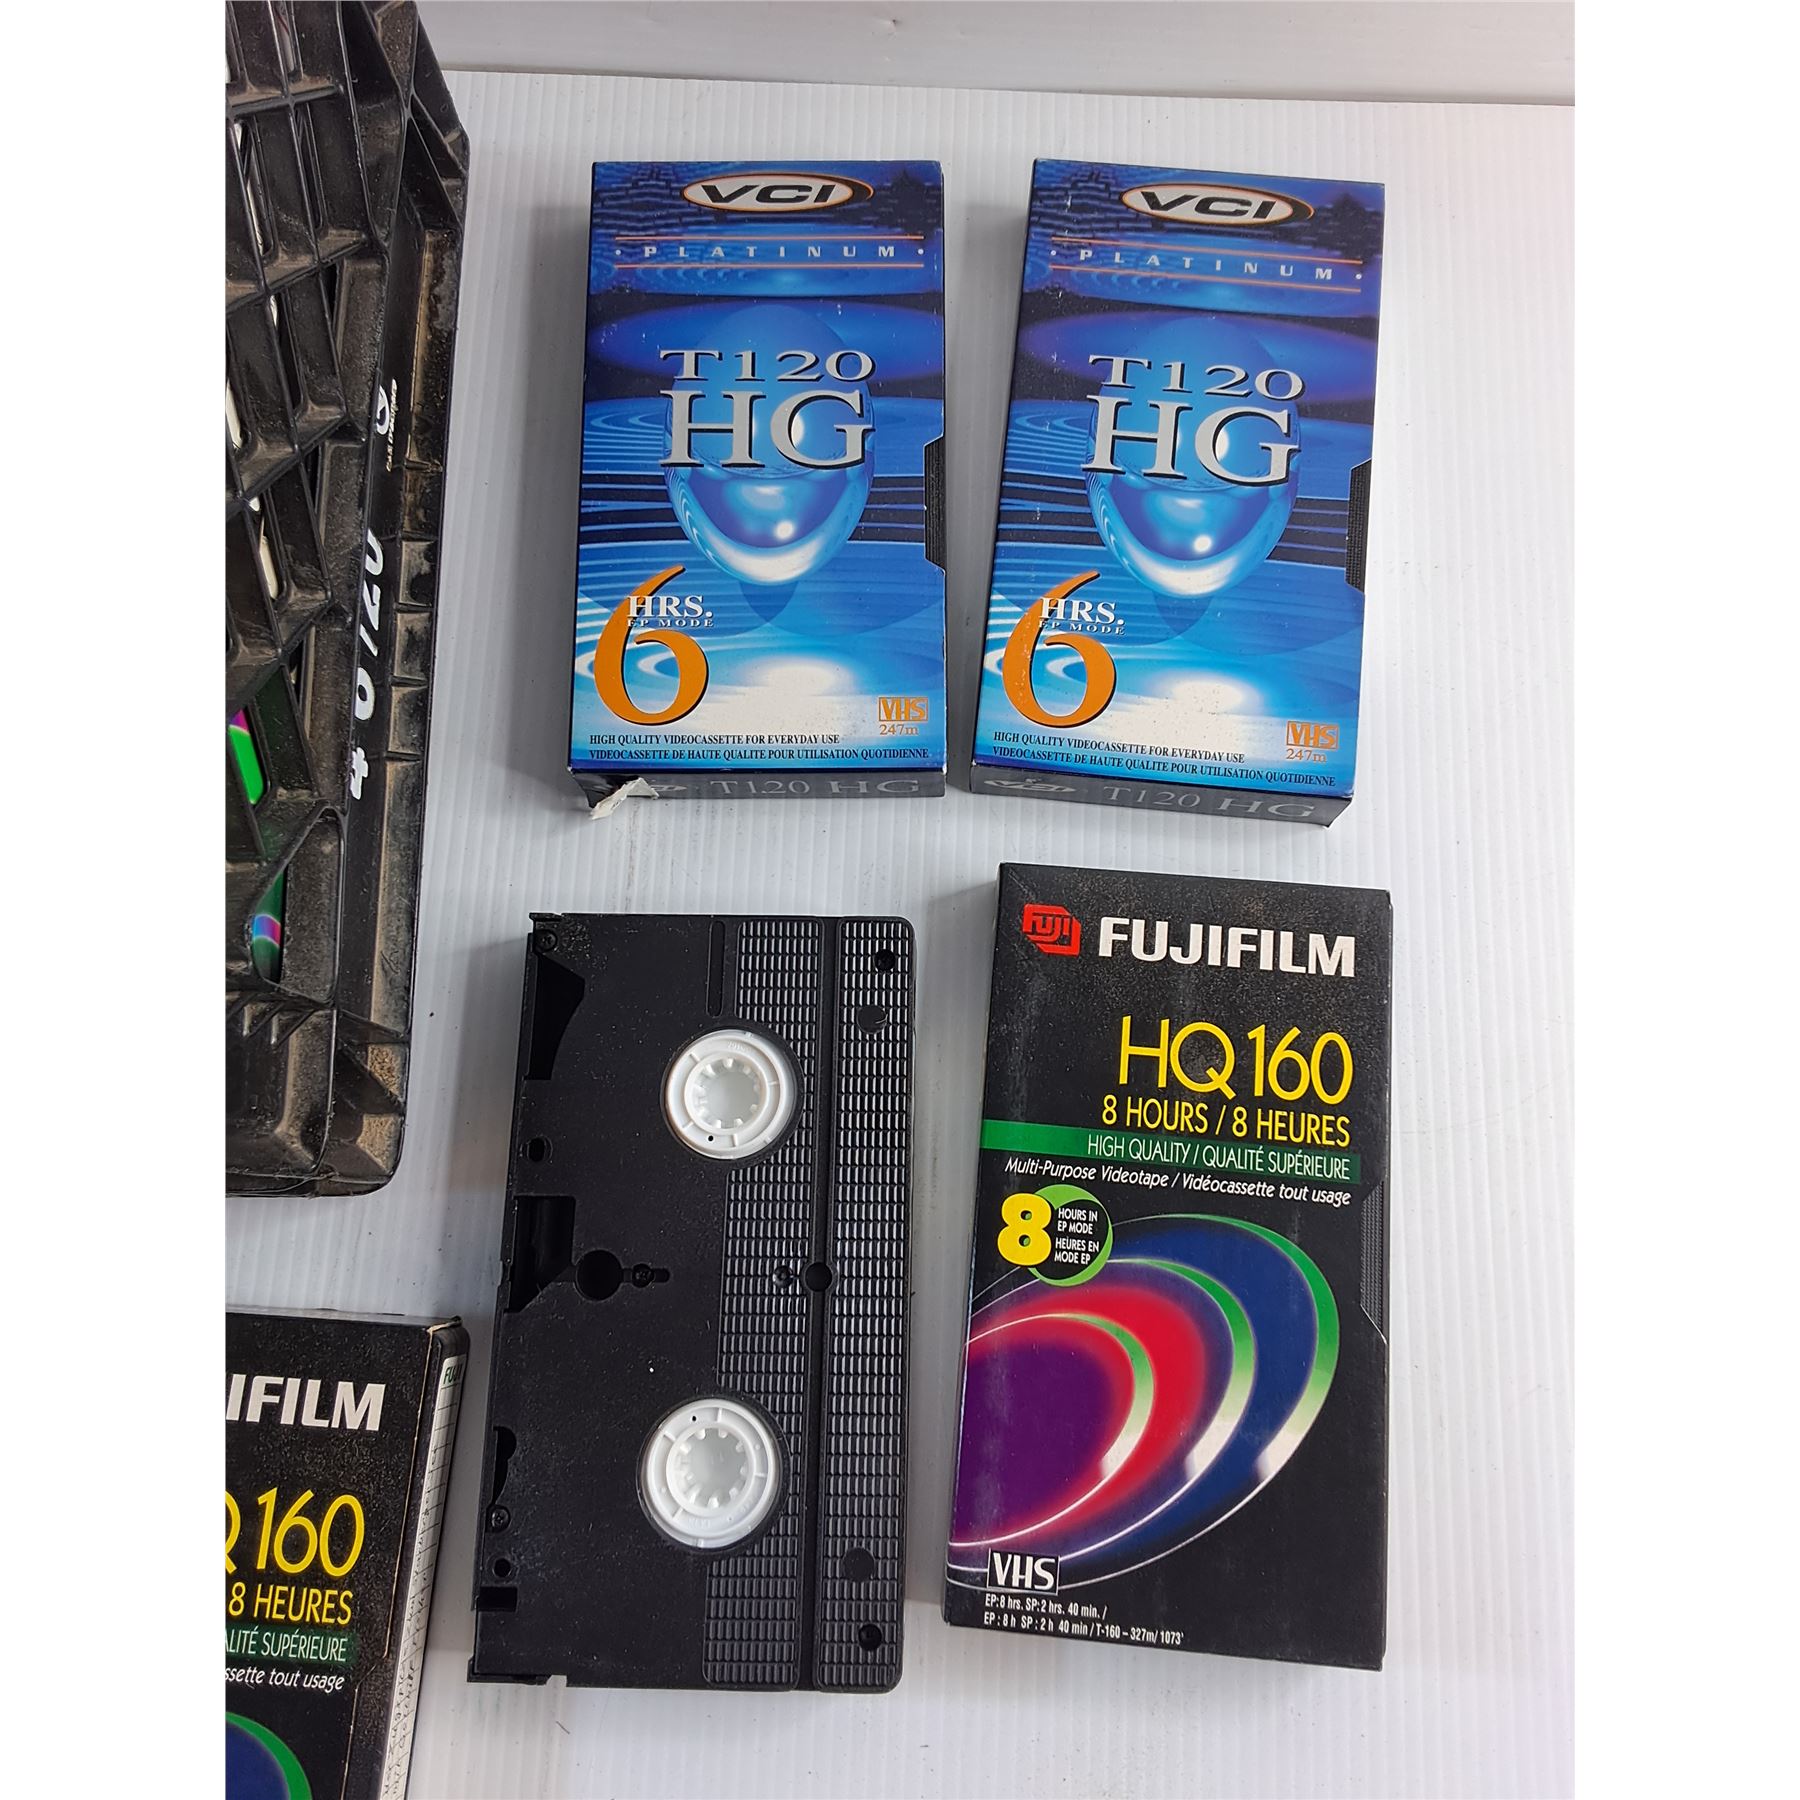 VCI
· PLATINUM ·
T120
HG
6
HRS.
EP MODE
VHS
247m
HIGH QUALITY VIDEOCASSETTE FOR EVERYDAY USE
VIDEOCASSETTE DE HAUTE QUALITE POUR UTILISATION QUOTIDIENNE
T120 HG
VCI
· PLATINUM ·
T120
HG
6
HRS.
EP MODE
VHS
247m
HIGH QUALITY VIDEOCASSETTE FOR EVERYDAY USE
VIDEOCASSETTE DE HAUTE QUALITE POUR UTILISATION QUOTIDIENNE
VCI T120 HG
40/20
FUJI FUJIFILM
HQ160
8 HOURS / 8 HEURES
HIGH QUALITY / QUALITÉ SUPÉRIEURE
Multi-Purpose Videotape / Vidéocassette tout usage
8
HOURS IN
EP MODE
HEURES EN
MODE EP
VHS
EP: 8 hrs. SP: 2 hrs. 40 min. /
EP : 8 h SP : 2 h 40 min / T-160 – 327m/ 1073'
IFILM
160
8 HEURES
ALITÉ SUPÉRIEURE
ssette tout usage